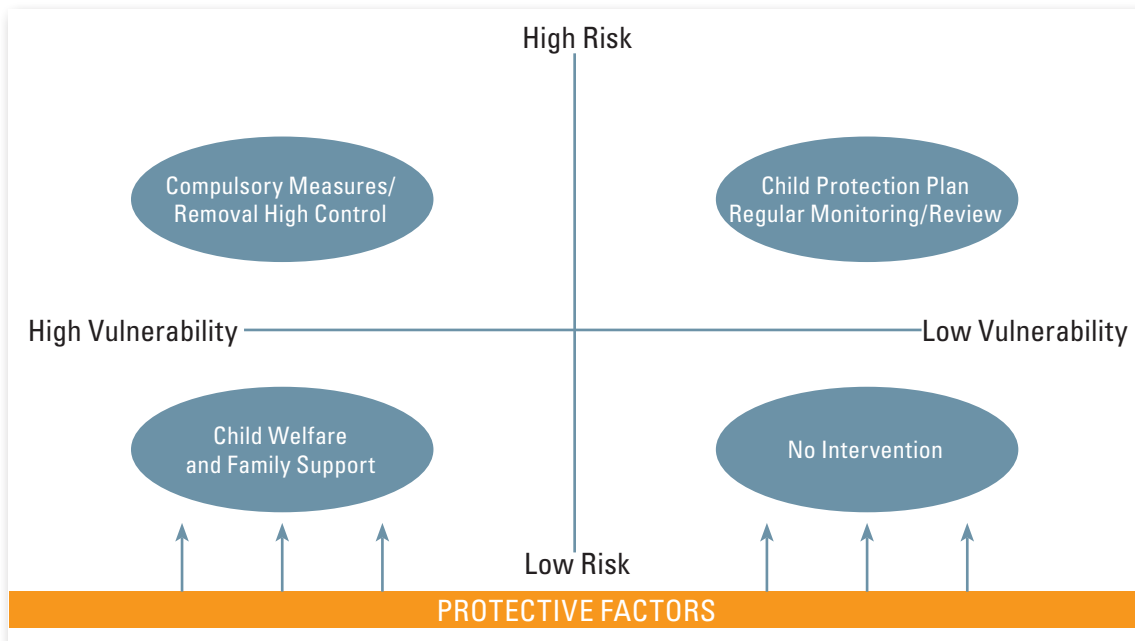 High Risk
Compulsory Measures/
Removal High Control
Child Protection Plan
Regular Monitoring/Review
High Vulnerability
Low Vulnerability
Child Welfare
and Family Support
No Intervention
Low Risk
PROTECTIVE FACTORS